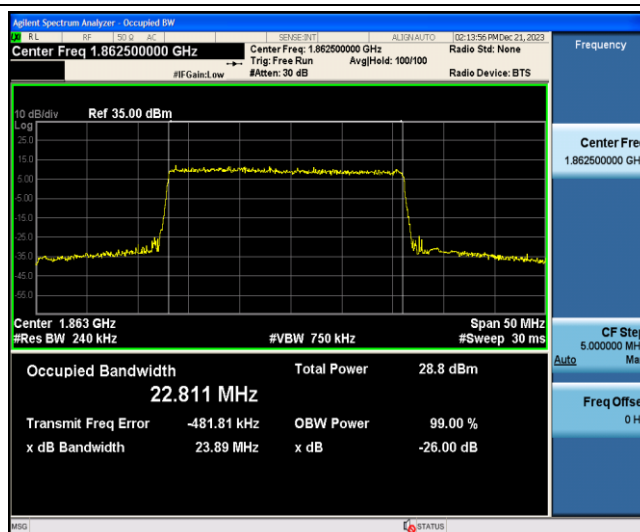 Agilent Spectrum Analyzer - Occupied BW
RL RF 50 Ω AC SENSE:INT ALIGN AUTO 02:13:56 PM Dec 21, 2023
Center Freq 1.862500000 GHz
Center Freq: 1.862500000 GHz
Radio Std: None
Trig: Free Run Avg|Hold: 100/100
#IFGain:Low #Atten: 30 dB Radio Device: BTS
Frequency
10 dB/div Ref 35.00 dBm
Log
25.0
15.0
5.00
-5.00
-15.0
-25.0
-35.0
-45.0
-55.0
Center Fre
1.862500000 GH
Center 1.863 GHz Span 50 MHz
#Res BW 240 kHz #VBW 750 kHz #Sweep 30 ms
CF Step
5.000000 MH
Auto Ma
Occupied Bandwidth Total Power 28.8 dBm
22.811 MHz
Transmit Freq Error -481.81 kHz OBW Power 99.00 %
x dB Bandwidth 23.89 MHz x dB -26.00 dB
Freq Offse
0 H
MSG STATUS